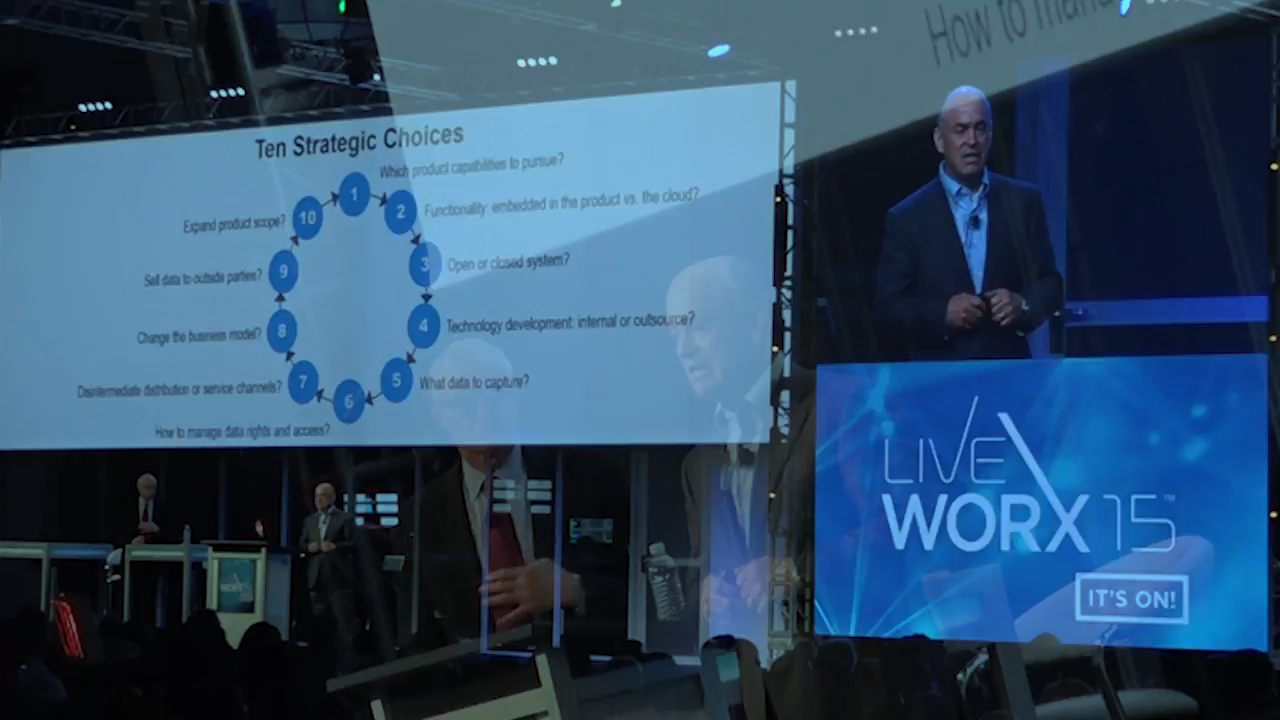 How to mana
Ten Strategic Choices
1 Which product capabilities to pursue?
2 Functionality: embedded in the product vs. the cloud?
3 Open or closed system?
4 Technology development: internal or outsource?
5 What data to capture?
6 How to manage data rights and access?
7 Disintermediate distribution or service channels?
8 Change the business model?
9 Sell data to outside parties?
10 Expand product scope?
LIVE
WORX 15™
IT'S ON!